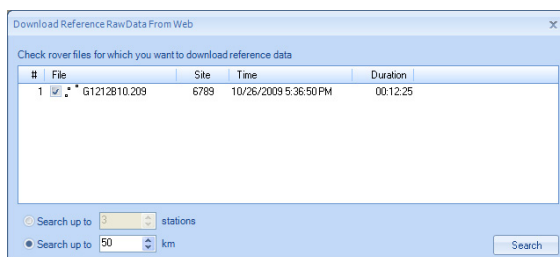 Download Reference Raw Data From Web x
Check rover files for which you want to download reference data
# File Site Time Duration
1 G1212B10.209 6789 10/26/2009 5:36:50 PM 00:12:25
Search up to 3 stations
Search up to 50 km
Search